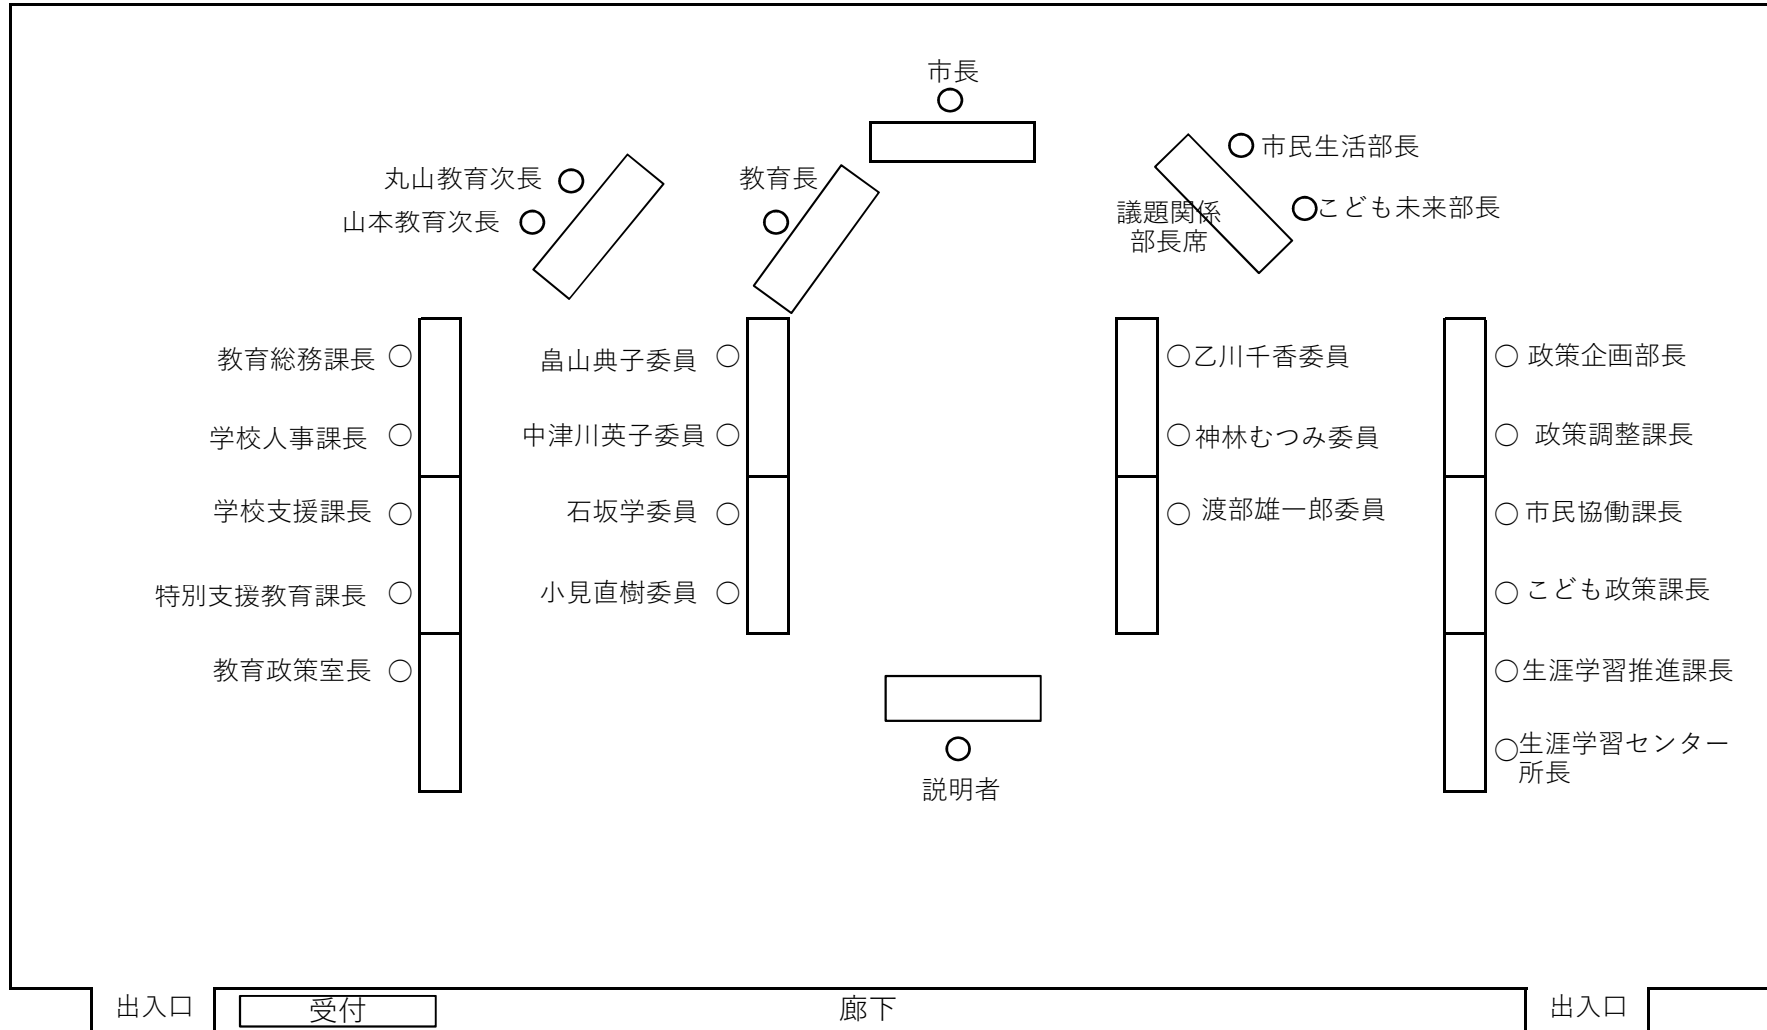 市長
市民生活部長
丸山教育次長
教育長
山本教育次長
こども未来部長
議題関係
部長席
教育総務課長
畠山典子委員
乙川千香委員
政策企画部長
学校人事課長
中津川英子委員
神林むつみ委員
政策調整課長
学校支援課長
石坂学委員
渡部雄一郎委員
市民協働課長
特別支援教育課長
小見直樹委員
こども政策課長
教育政策室長
生涯学習推進課長
生涯学習センター
所長
説明者
出入口
受付
廊下
出入口